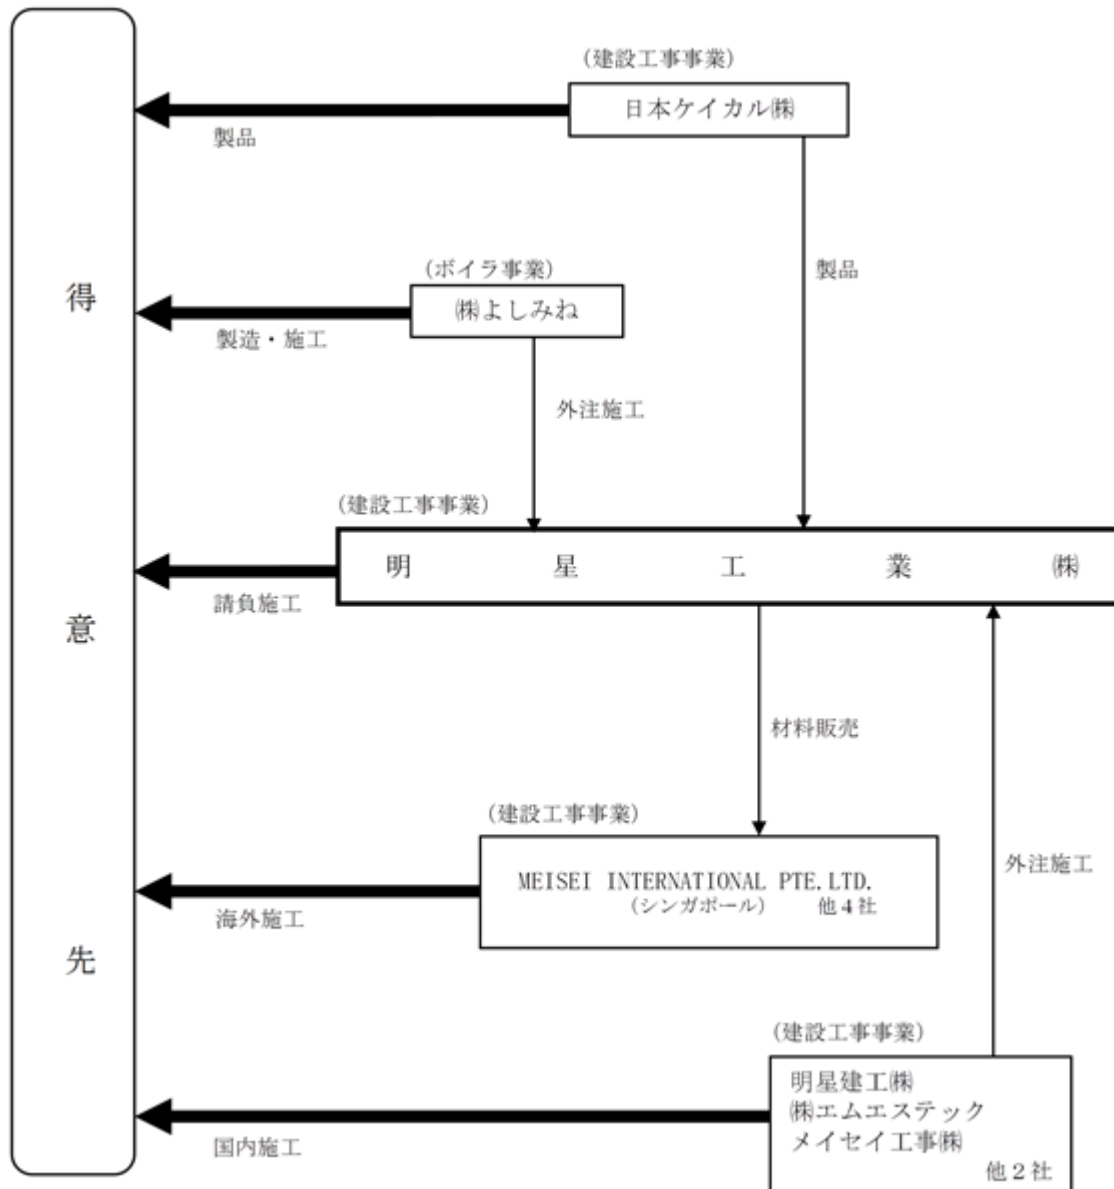 得意先
(建設工事事業)
日本ケイカル㈱
製品
製品
(ボイラ事業)
㈱よしみね
製造・施工
外注施工
(建設工事事業)
明星工業㈱
請負施工
材料販売
(建設工事事業)
MEISEI INTERNATIONAL PTE.LTD.
(シンガポール) 他4社
海外施工
外注施工
(建設工事事業)
明星建工㈱
㈱エムエステック
メイセイ工事㈱
他2社
国内施工